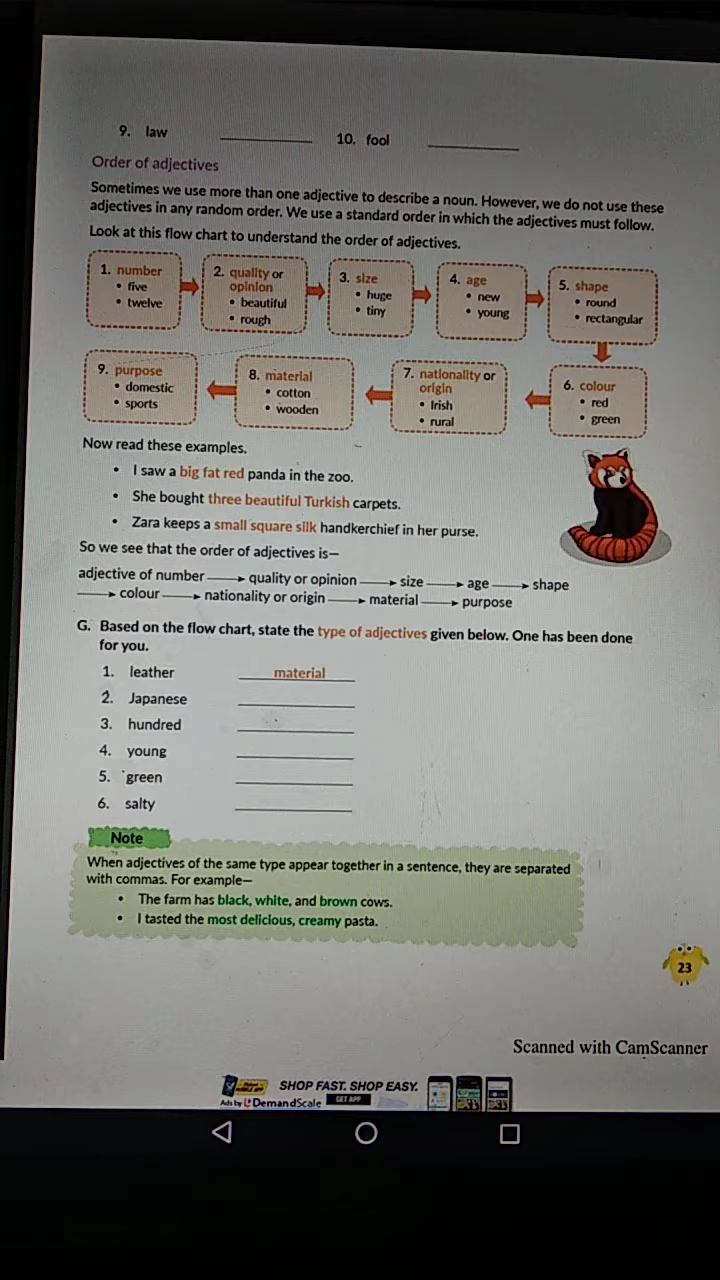 9. law ____________ 10. fool ____________
Order of adjectives
Sometimes we use more than one adjective to describe a noun. However, we do not use these
adjectives in any random order. We use a standard order in which the adjectives must follow.
Look at this flow chart to understand the order of adjectives.
1. number
• five
• twelve
2. quality or
opinion
• beautiful
• rough
3. size
• huge
• tiny
4. age
• new
• young
5. shape
• round
• rectangular
6. colour
• red
• green
7. nationality or
origin
• Irish
• rural
8. material
• cotton
• wooden
9. purpose
• domestic
• sports
Now read these examples.
• I saw a big fat red panda in the zoo.
• She bought three beautiful Turkish carpets.
• Zara keeps a small square silk handkerchief in her purse.
So we see that the order of adjectives is—
adjective of number → quality or opinion → size → age → shape
→ colour → nationality or origin → material → purpose
G. Based on the flow chart, state the type of adjectives given below. One has been done
for you.
1. leather material
2. Japanese ____________
3. hundred ____________
4. young ____________
5. green ____________
6. salty ____________
Note
When adjectives of the same type appear together in a sentence, they are separated
with commas. For example—
• The farm has black, white, and brown cows.
• I tasted the most delicious, creamy pasta.
23
Scanned with CamScanner
SHOP FAST. SHOP EASY.
Ads by DemandScale GET APP